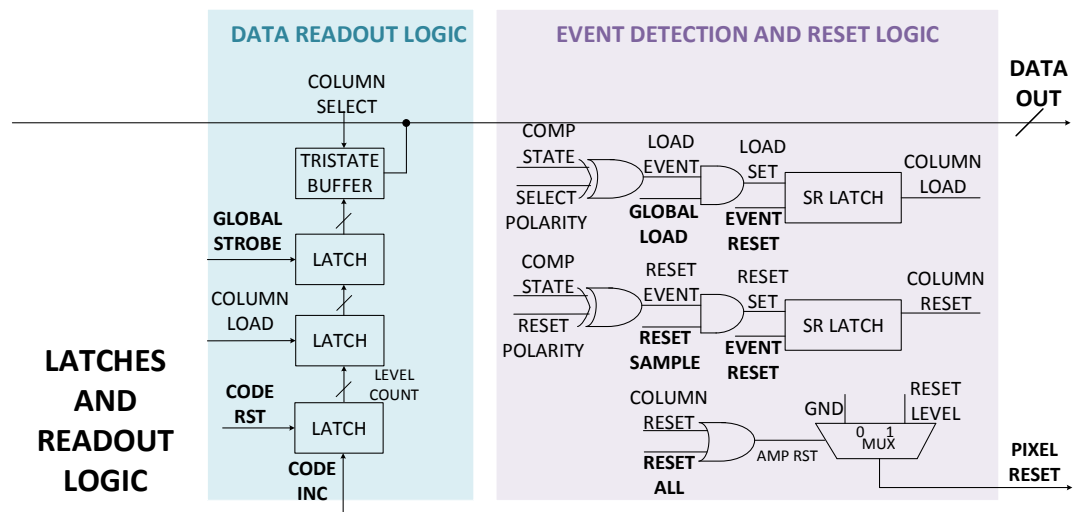 DATA READOUT LOGIC
EVENT DETECTION AND RESET LOGIC
COLUMN
SELECT
TRISTATE
BUFFER
GLOBAL
STROBE
LATCH
COLUMN
LOAD
LATCH
LEVEL
COUNT
CODE
RST
LATCH
CODE
INC
LATCHES
AND
READOUT
LOGIC
DATA
OUT
COMP
STATE
SELECT
POLARITY
LOAD
EVENT
GLOBAL
LOAD
LOAD
SET
EVENT
RESET
SR LATCH
COLUMN
LOAD
COMP
STATE
RESET
POLARITY
RESET
EVENT
RESET
SAMPLE
RESET
SET
EVENT
RESET
SR LATCH
COLUMN
RESET
COLUMN
RESET
RESET
ALL
AMP RST
GND
RESET
LEVEL
0 1
MUX
PIXEL
RESET